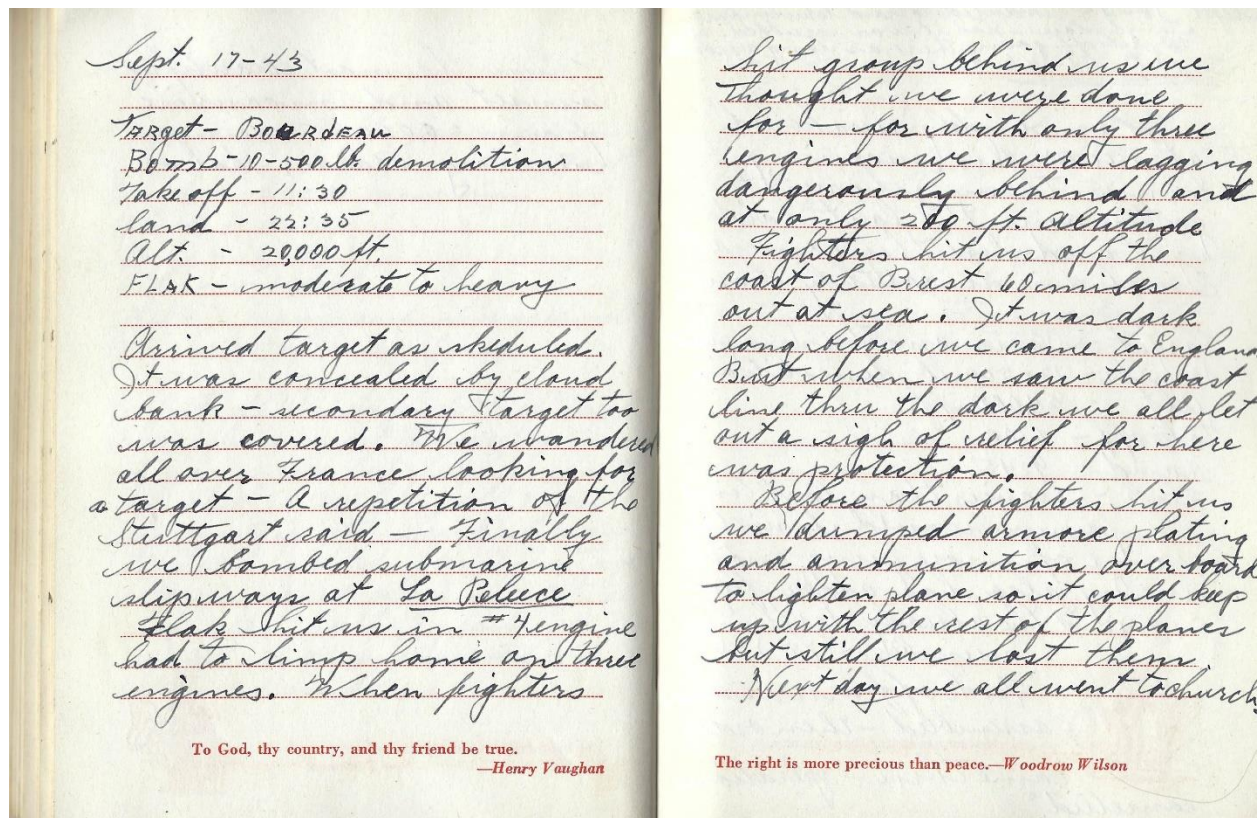 Sept. 17-43
Target - Bourdeau
Bomb - 10-500 lb. demolition
Take off - 11:30
land - 22:35
Alt. - 20,000 ft.
FLAK - moderate to heavy
Arrived target as skeduled.
It was concealed by cloud
bank - secondary target too
was covered. We wandered
all over France looking for
a target - A repetition of the
Stuttgart raid - Finally
we bombed submarine
slipways at La Peleece
Flak hit us in #4 engine
had to limp home on three
engines. When fighters
To God, thy country, and thy friend be true.
—Henry Vaughan
hit group behind us we
thought we were done
for - for with only three
engines we were lagging
dangerously behind and
at only 200 ft. altitude
Fighters hit us off the
coast of Brest 60 miles
out at sea. It was dark
long before we came to England
But when we saw the coast
line thru the dark we all let
out a sigh of relief for here
was protection.
Before the fighters hit us
we dumped armore plating
and ammunition over board
to lighten plane so it could keep
up with the rest of the planes
but still we lost them.
Next day we all went to church.
The right is more precious than peace.—Woodrow Wilson